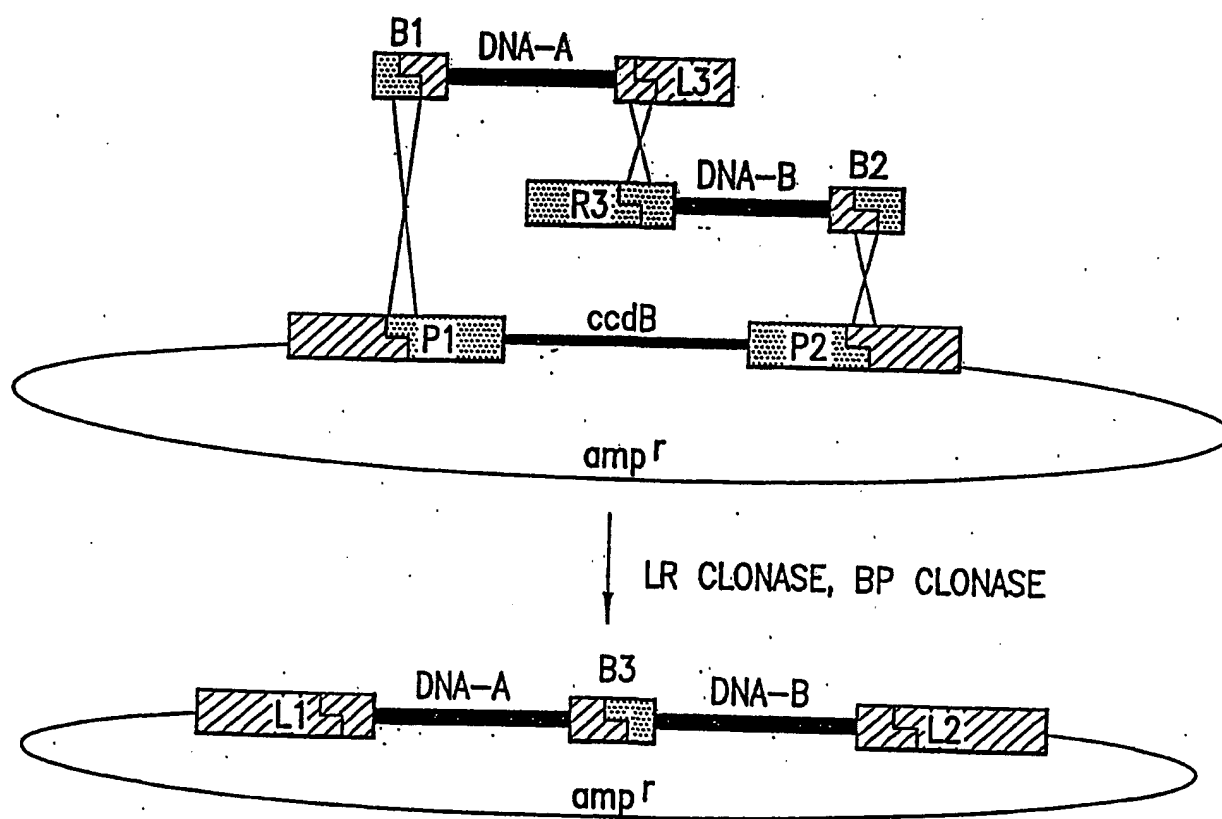 B1
DNA-A
L3
R3
DNA-B
B2
P1
ccdB
P2
amp r
LR CLONASE, BP CLONASE
L1
DNA-A
B3
DNA-B
L2
amp r